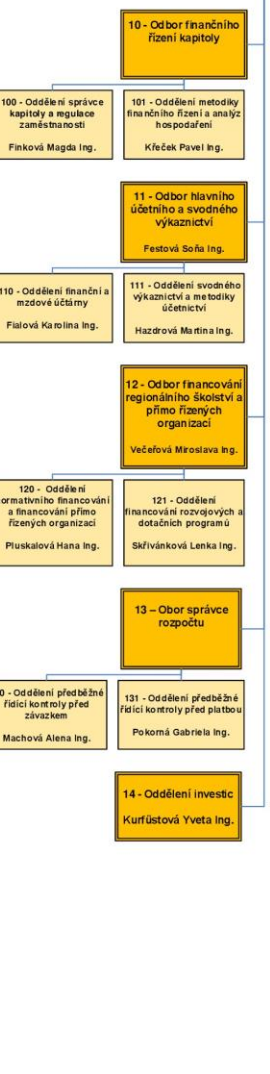 10 - Odbor finančního
řízení kapitoly
100 - Oddělení správce
kapitoly a regulace
zaměstnanosti
Finková Magda Ing.
101 - Oddělení metodiky
finančního řízení a analýz
hospodaření
Křeček Pavel Ing.
11 - Odbor hlavního
účetního a svodného
výkaznictví
Festová Soňa Ing.
110 - Oddělení finanční a
mzdové účtárny
Fialová Karolina Ing.
111 - Oddělení svodného
výkaznictví a metodiky
účetnictví
Hazdrová Martina Ing.
12 - Odbor financování
regionálního školství a
přímo řízených
organizací
Večeřová Miroslava Ing.
120 - Oddělení
ormativního financování
a financování přímo
řízených organizací
Pluskalová Hana Ing.
121 - Oddělení
financování rozvojových a
dotačních programů
Skřivánková Lenka Ing.
13 – Obor správce
rozpočtu
0 - Oddělení předběžné
řídící kontroly před
závazkem
Machová Alena Ing.
131 - Oddělení předběžné
řídící kontroly před platbou
Pokorná Gabriela Ing.
14 - Oddělení investic
Kurfüstová Yveta Ing.